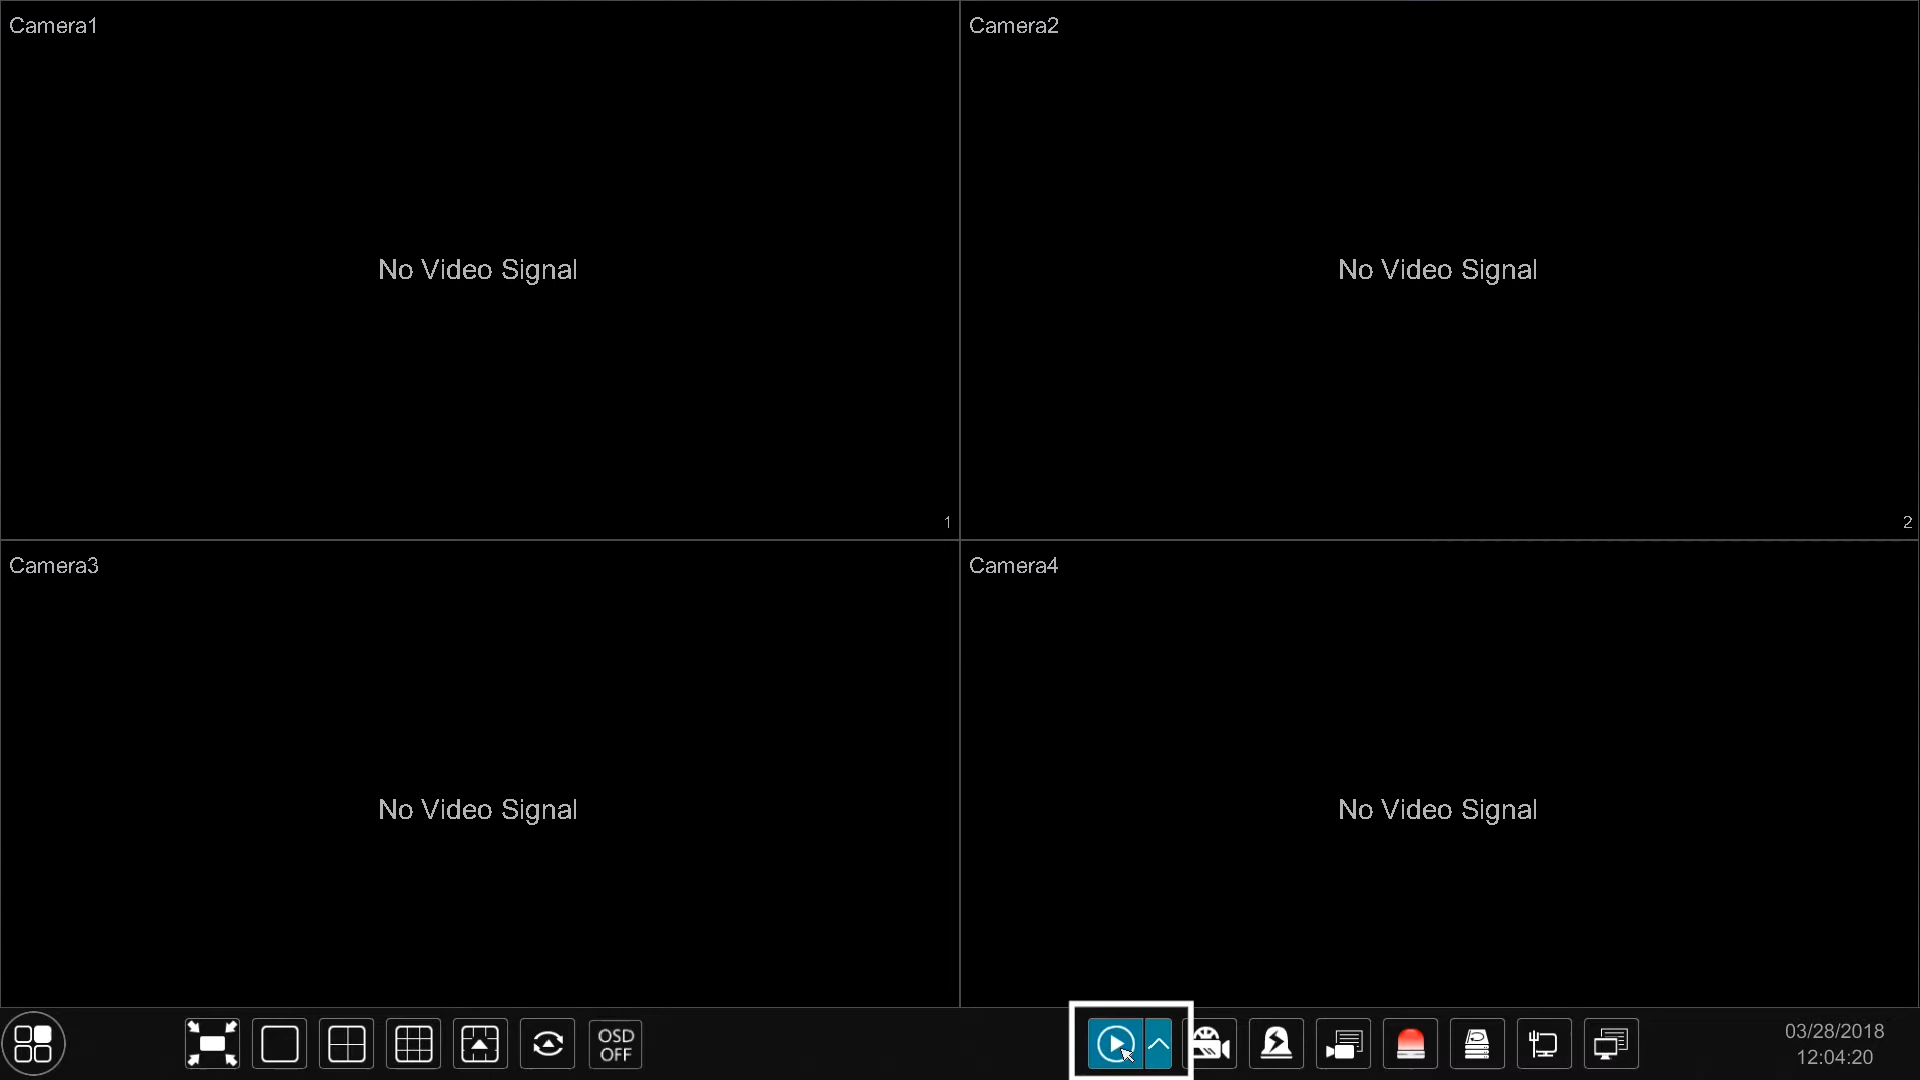 Camera1
Camera2
No Video Signal
No Video Signal
1
2
Camera3
Camera4
No Video Signal
No Video Signal
OSD
OFF
03/28/2018
12:04:20